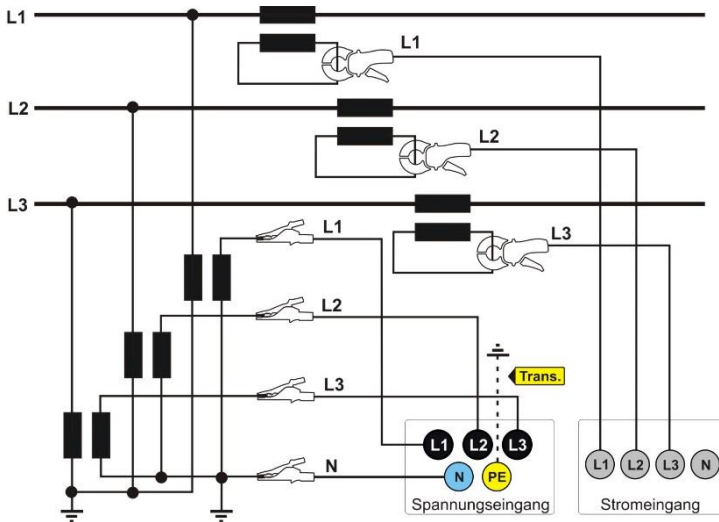 L1
L1
L2
L2
L3
L3
L1
L2
Trans.
L3
L1 L2 L3
N
N PE
L1 L2 L3 N
Spannungseingang
Stromeingang